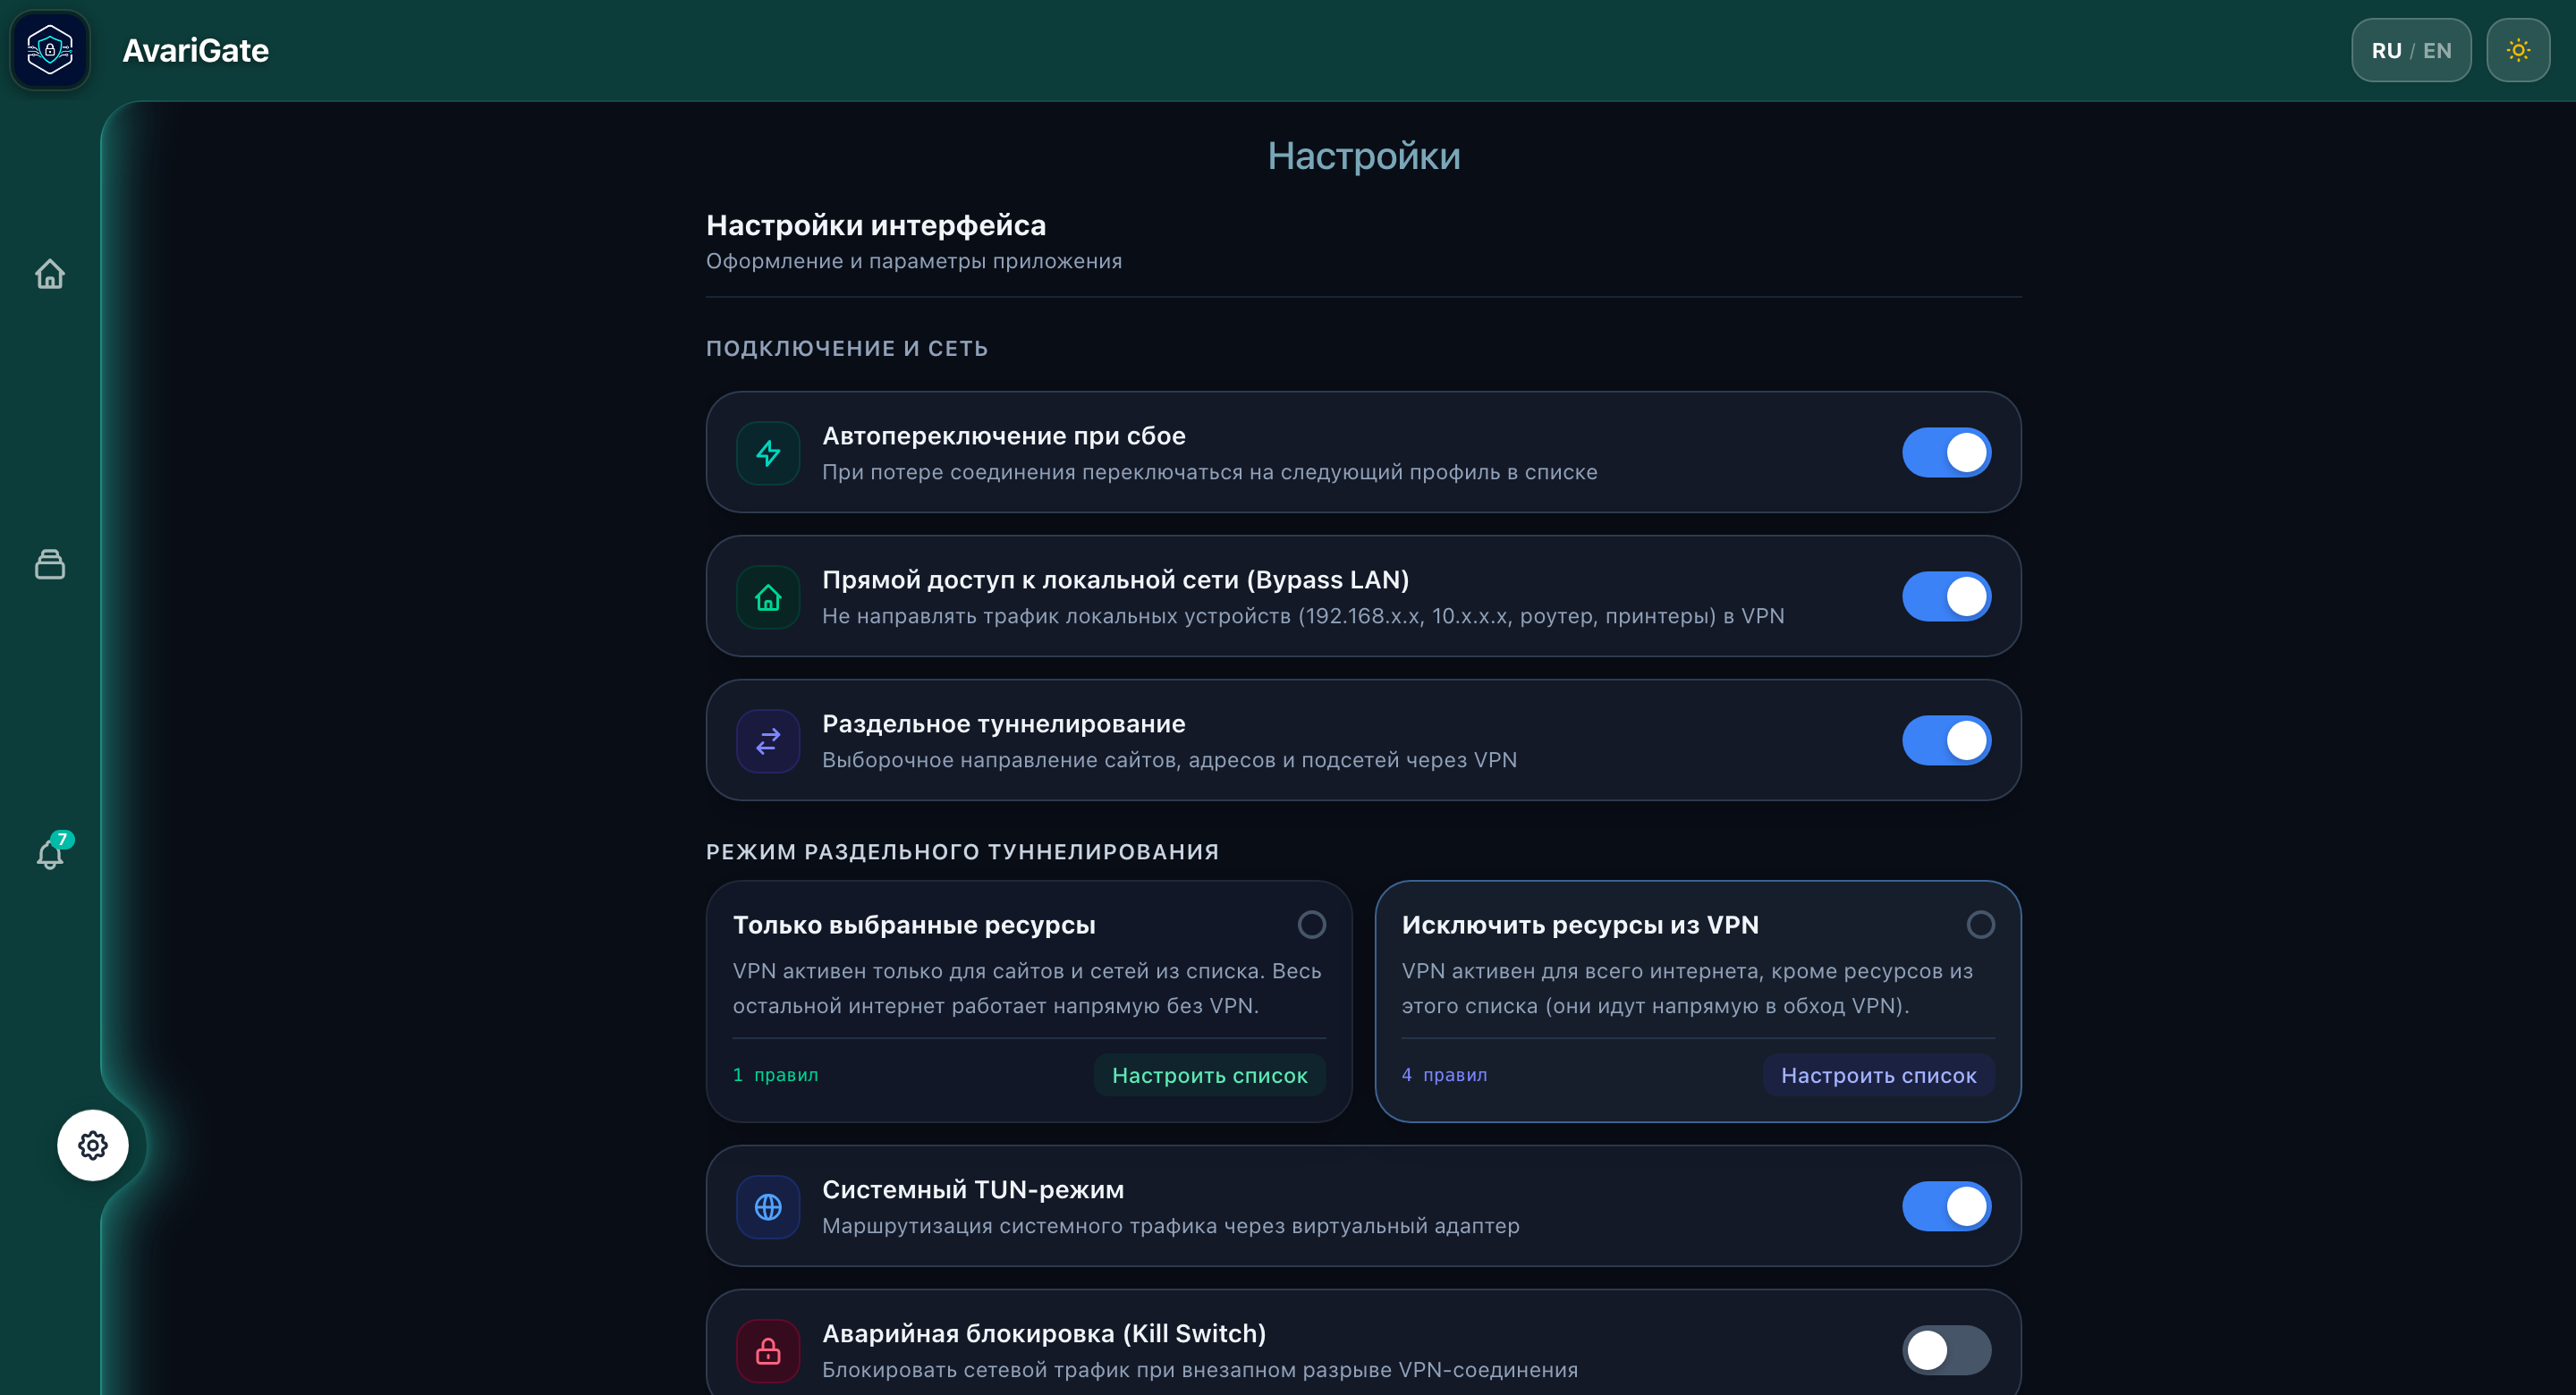 AvariGate
RU / EN
Настройки
Настройки интерфейса
Оформление и параметры приложения
ПОДКЛЮЧЕНИЕ И СЕТЬ
Автопереключение при сбое
При потере соединения переключаться на следующий профиль в списке
Прямой доступ к локальной сети (Bypass LAN)
Не направлять трафик локальных устройств (192.168.x.x, 10.x.x.x, роутер, принтеры) в VPN
Раздельное туннелирование
Выборочное направление сайтов, адресов и подсетей через VPN
7
РЕЖИМ РАЗДЕЛЬНОГО ТУННЕЛИРОВАНИЯ
Только выбранные ресурсы
VPN активен только для сайтов и сетей из списка. Весь
остальной интернет работает напрямую без VPN.
1 правил
Настроить список
Исключить ресурсы из VPN
VPN активен для всего интернета, кроме ресурсов из
этого списка (они идут напрямую в обход VPN).
4 правил
Настроить список
Системный TUN-режим
Маршрутизация системного трафика через виртуальный адаптер
Аварийная блокировка (Kill Switch)
Блокировать сетевой трафик при внезапном разрыве VPN-соединения